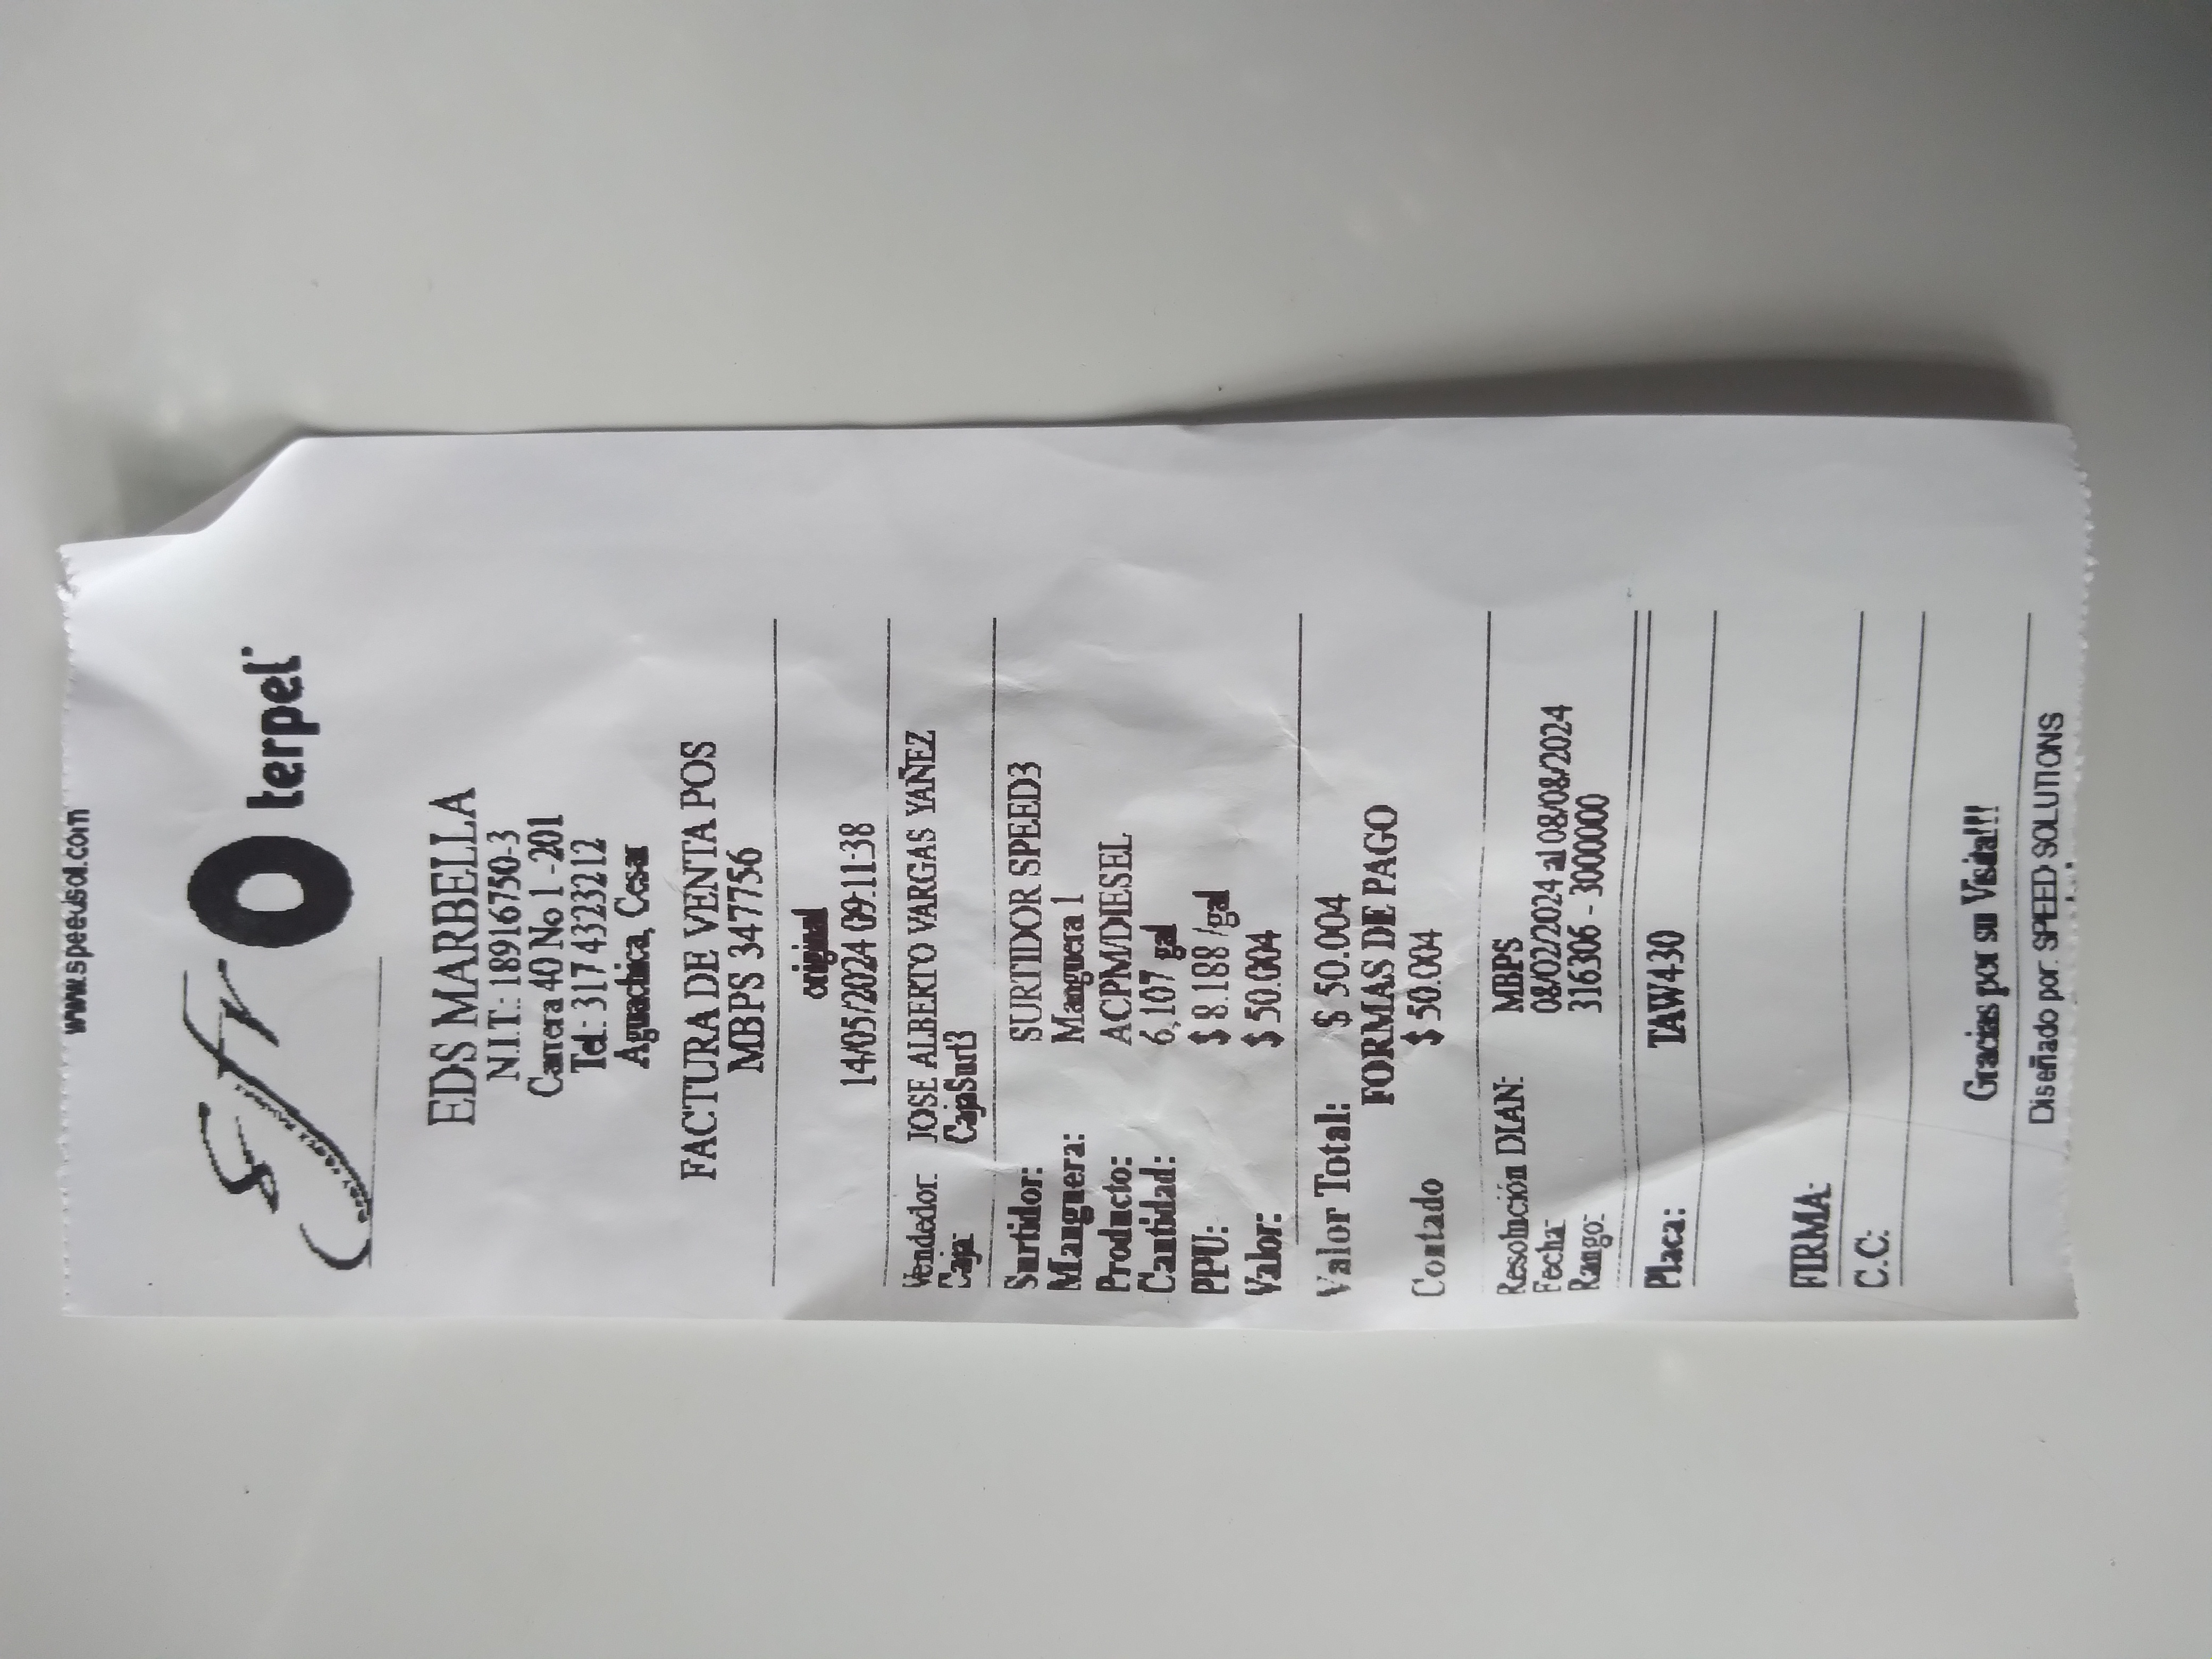 www.speedsol.com
terpel
EDS MARBELLA
N.I.T.: 18916750-3
Carrera 40 No 1 -201
Tel.: 317 4323212
Aguachica, Cesar
FACTURA DE VENTA POS
MBPS 347756
original
14/05/2024 09:11:38
Vendedor: JOSE ALBERTO VARGAS YAÑEZ
Caja: CajaSurt3
Surtidor: SURTIDOR SPEED3
Manguera: Manguera 1
Producto: ACPM/DIESEL
Cantidad: 6,107 gal
PPU: $ 8.188 /gal
Valor: $ 50.004
Valor Total: $ 50.004
FORMAS DE PAGO
Contado $ 50.004
Resolución DIAN: MBPS
Fecha: 08/02/2024 al 08/08/2024
Rango: 316306 - 3000000
Placa: TAW430
FIRMA:
C.C:
Gracias por su Visita!!!
Diseñado por: SPEED SOLUTIONS